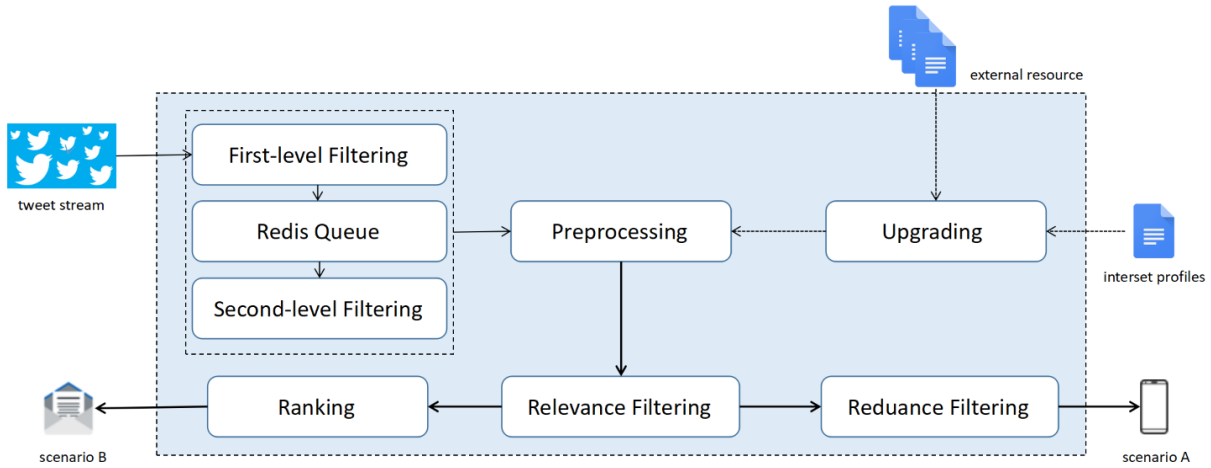 external resource
First-level Filtering
tweet stream
Redis Queue
Preprocessing
Upgrading
interset profiles
Second-level Filtering
Ranking
Relevance Filtering
Reduance Filtering
scenario B
scenario A